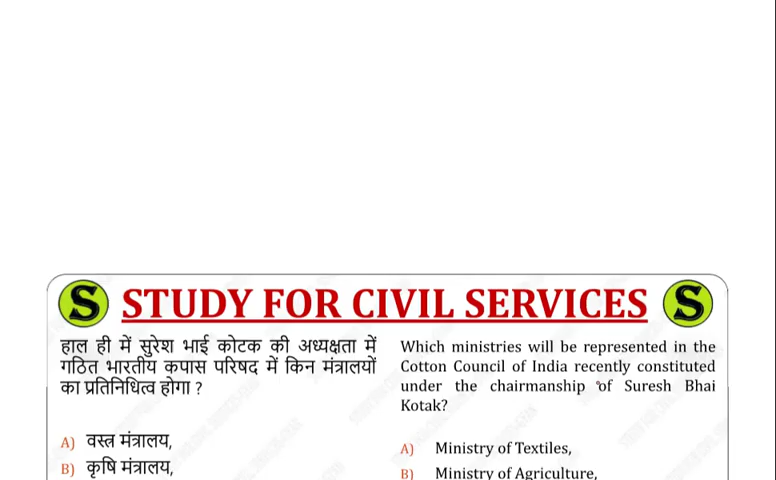 S STUDY FOR CIVIL SERVICES S
हाल ही में सुरेश भाई कोटक की अध्यक्षता में
गठित भारतीय कपास परिषद में किन मंत्रालयों
का प्रतिनिधित्व होगा ?
A) वस्त्र मंत्रालय,
B) कृषि मंत्रालय,
Which ministries will be represented in the
Cotton Council of India recently constituted
under the chairmanship of Suresh Bhai
Kotak?
A) Ministry of Textiles,
B) Ministry of Agriculture,